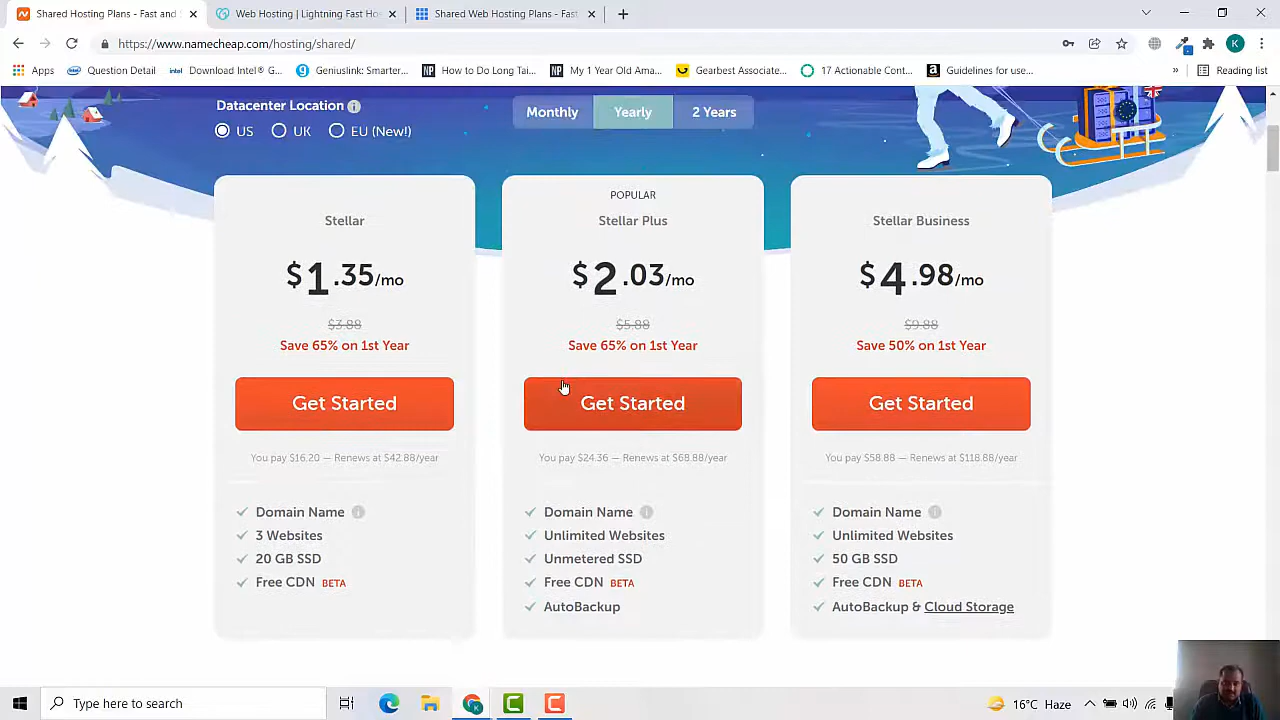 Shared Hosting Plans - Fast and
Web Hosting | Lightning Fast Ho
Shared Web Hosting Plans - Fast
https://www.namecheap.com/hosting/shared/
K
Apps
Question Detail
Download Intel® G...
Geniuslink: Smarter...
How to Do Long Tai...
My 1 Year Old Ama...
Gearbest Associate...
17 Actionable Cont...
Guidelines for use...
»
Reading list
Datacenter Location
US
UK
EU (New!)
Monthly
Yearly
2 Years
Stellar
$1.35/mo
$3.88
Save 65% on 1st Year
Get Started
You pay $16.20 — Renews at $42.88/year
Domain Name
3 Websites
20 GB SSD
Free CDN BETA
POPULAR
Stellar Plus
$2.03/mo
$5.88
Save 65% on 1st Year
Get Started
You pay $24.36 — Renews at $68.88/year
Domain Name
Unlimited Websites
Unmetered SSD
Free CDN BETA
AutoBackup
Stellar Business
$4.98/mo
$9.88
Save 50% on 1st Year
Get Started
You pay $58.88 — Renews at $118.88/year
Domain Name
Unlimited Websites
50 GB SSD
Free CDN BETA
AutoBackup & Cloud Storage
Type here to search
16°C Haze